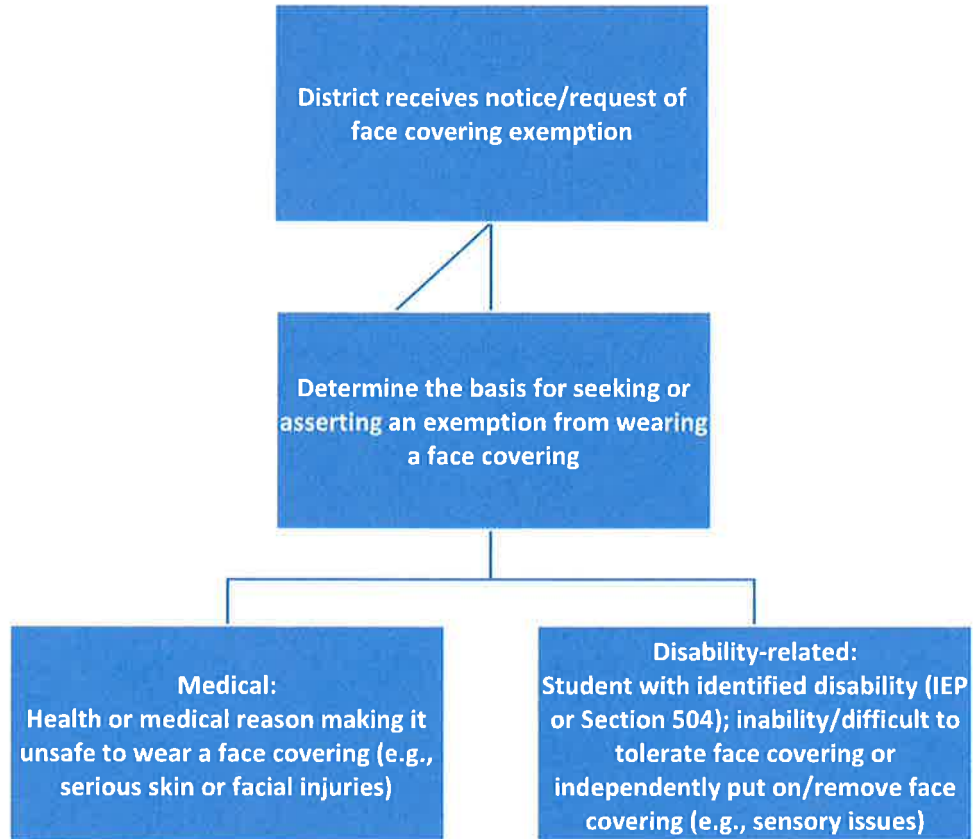 District receives notice/request of
face covering exemption
Determine the basis for seeking or
asserting an exemption from wearing
a face covering
Medical:
Health or medical reason making it
unsafe to wear a face covering (e.g.,
serious skin or facial injuries)
Disability-related:
Student with identified disability (IEP
or Section 504); inability/difficult to
tolerate face covering or
independently put on/remove face
covering (e.g., sensory issues)